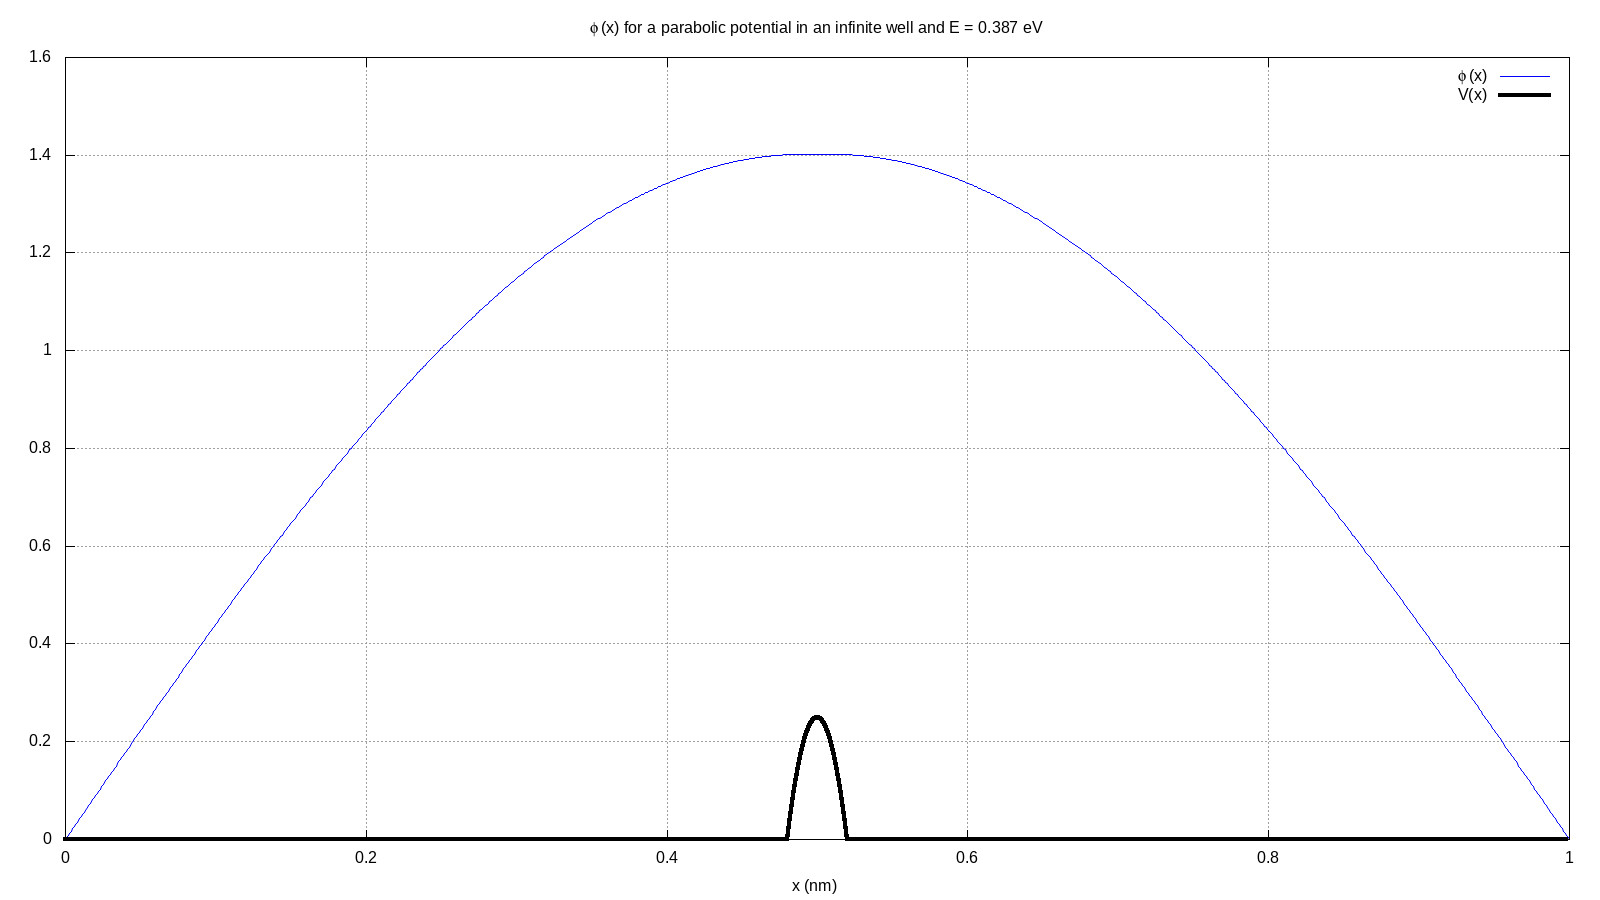 ϕ(x) for a parabolic potential in an infinite well and E = 0.387 eV
1.6
ϕ(x)
V(x)
1.4
1.2
1
0.8
0.6
0.4
0.2
0
0 0.2 0.4 0.6 0.8 1
x (nm)